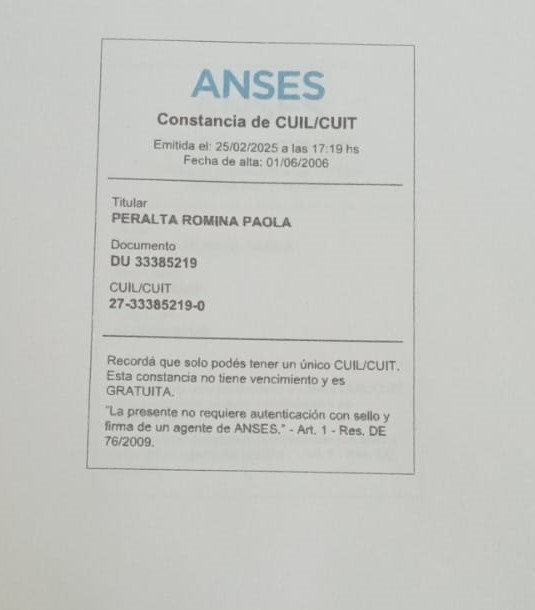 ANSES
Constancia de CUIL/CUIT
Emitida el: 25/02/2025 a las 17:19 hs
Fecha de alta: 01/06/2006
Titular
PERALTA ROMINA PAOLA
Documento
DU 33385219
CUIL/CUIT
27-33385219-0
Recordá que solo podés tener un único CUIL/CUIT.
Esta constancia no tiene vencimiento y es
GRATUITA.
"La presente no requiere autenticación con sello y
firma de un agente de ANSES." - Art. 1 - Res. DE
76/2009.